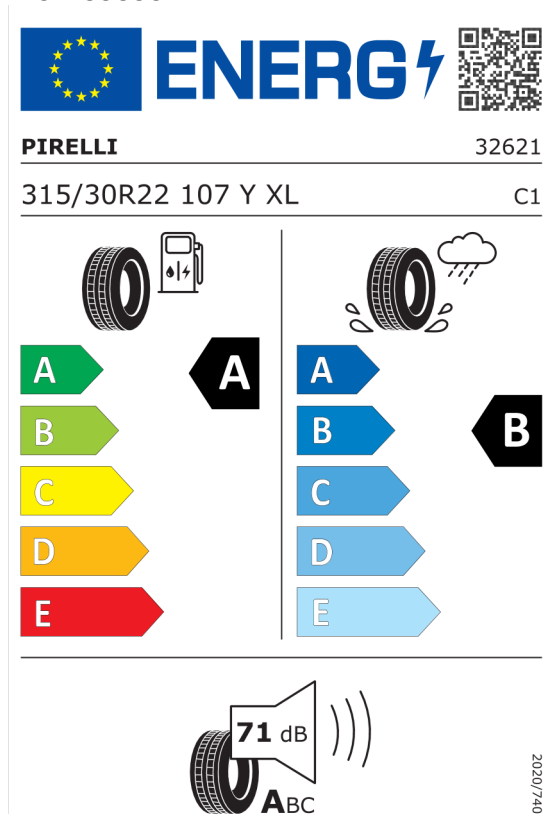 ENERG
PIRELLI 32621
315/30R22 107 Y XL C1
A A A
B B B
C C
D D
E E
71 dB
ABC
2020/740